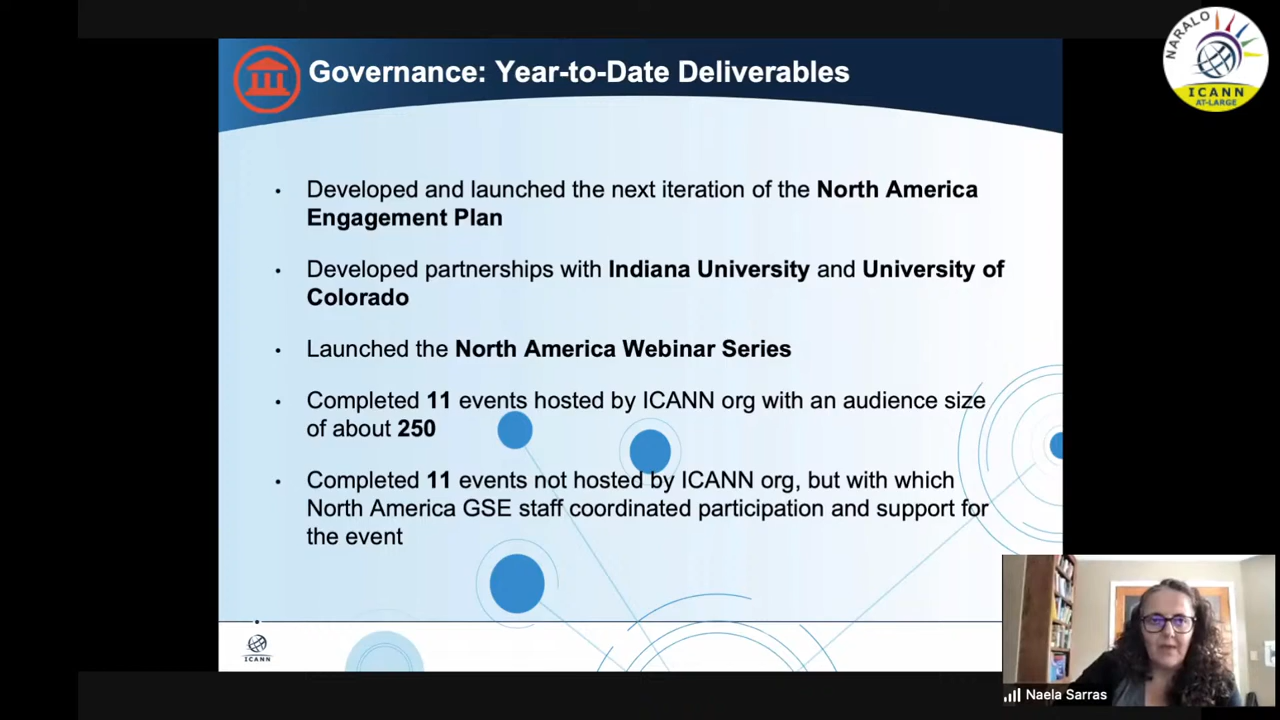 Governance: Year-to-Date Deliverables
NARALO
ICANN
AT-LARGE
• Developed and launched the next iteration of the North America
Engagement Plan
• Developed partnerships with Indiana University and University of
Colorado
• Launched the North America Webinar Series
• Completed 11 events hosted by ICANN org with an audience size
of about 250
• Completed 11 events not hosted by ICANN org, but with which
North America GSE staff coordinated participation and support for
the event
ICANN
Naela Sarras